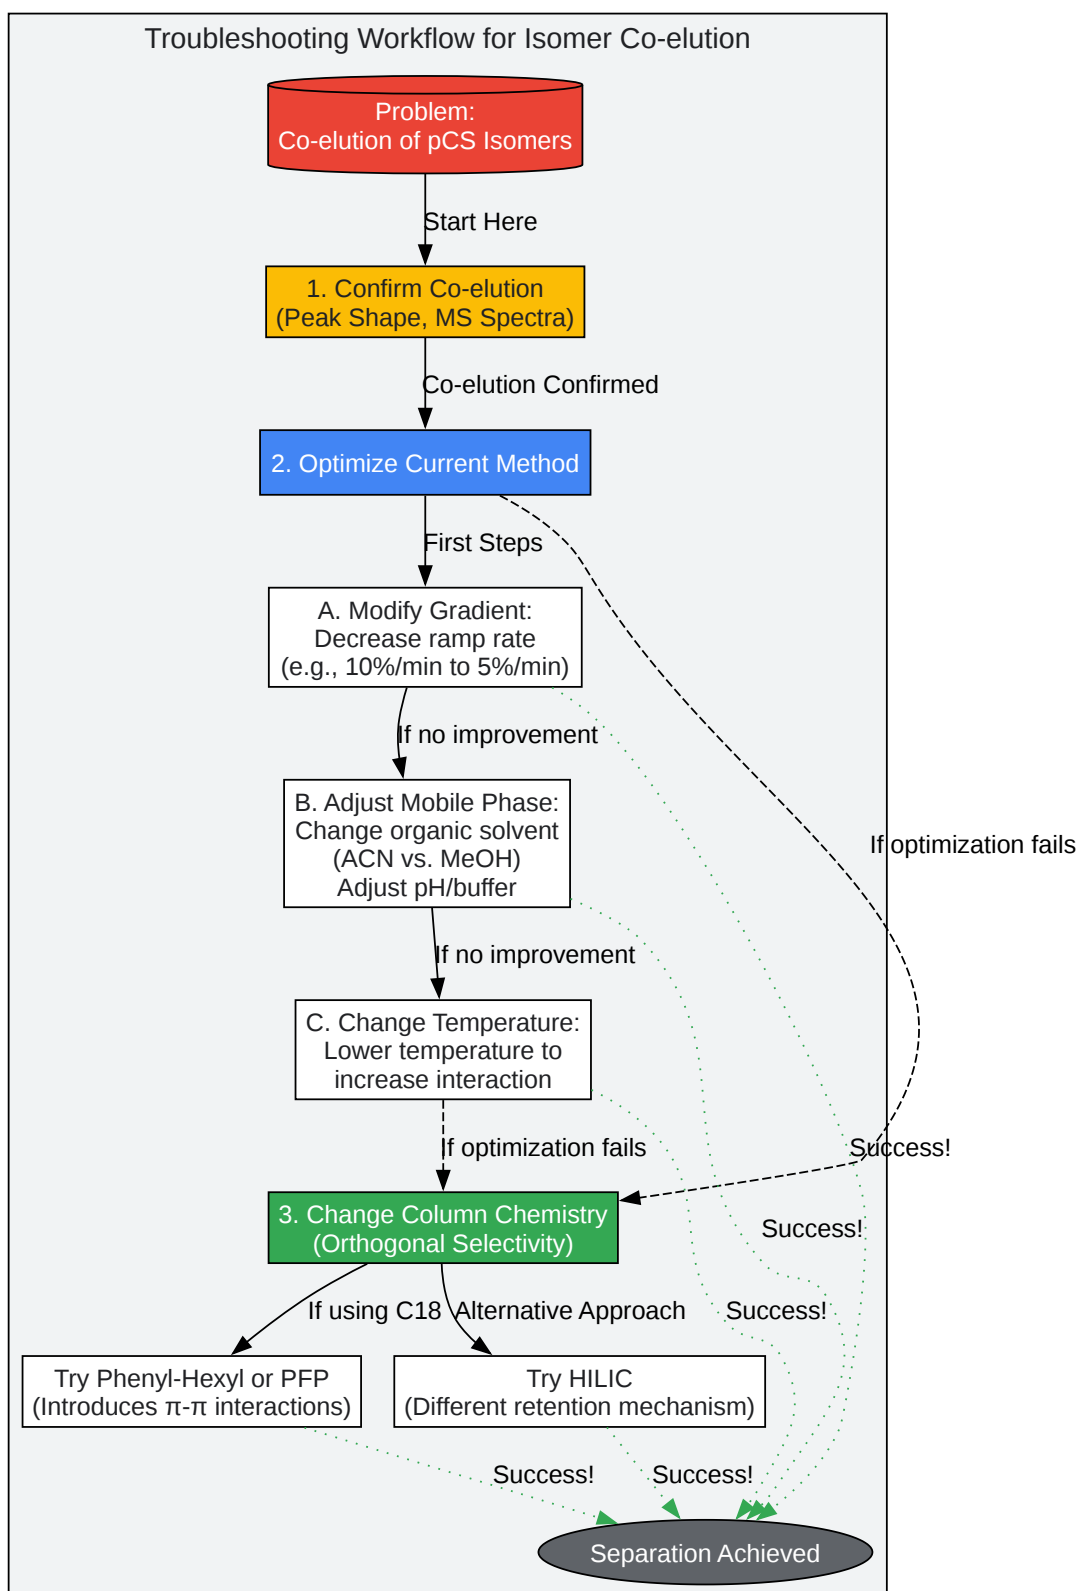 Troubleshooting Workflow for Isomer Co-elution
Problem:
Co-elution of pCS Isomers
Start Here
1. Confirm Co-elution
(Peak Shape, MS Spectra)
Co-elution Confirmed
2. Optimize Current Method
First Steps
A. Modify Gradient:
Decrease ramp rate
(e.g., 10%/min to 5%/min)
If no improvement
B. Adjust Mobile Phase:
Change organic solvent
(ACN vs. MeOH)
Adjust pH/buffer
If optimization fails
If no improvement
C. Change Temperature:
Lower temperature to
increase interaction
If optimization fails
Success!
3. Change Column Chemistry
(Orthogonal Selectivity)
Success!
If using C18
Alternative Approach
Success!
Try Phenyl-Hexyl or PFP
(Introduces π-π interactions)
Try HILIC
(Different retention mechanism)
Success!
Success!
Separation Achieved